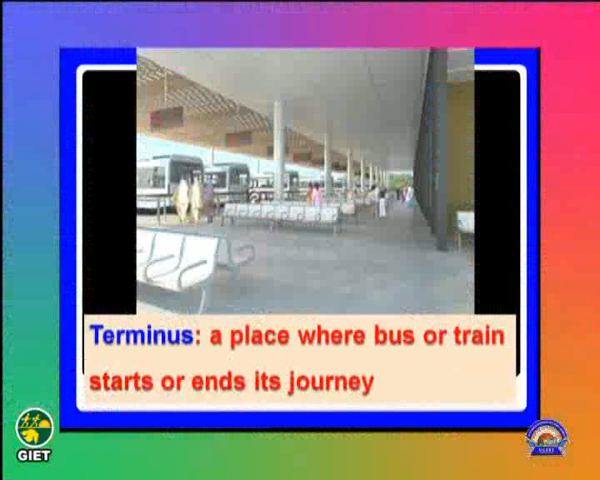 Terminus: a place where bus or train
starts or ends its journey
GIET